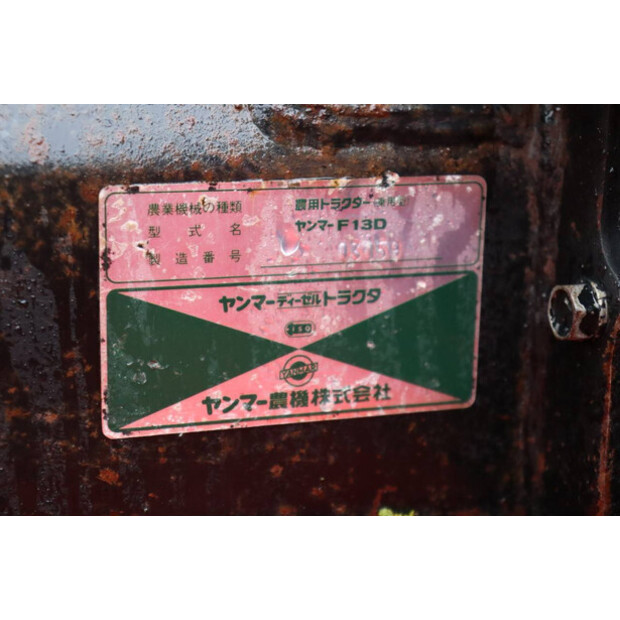 農業機械の種類 農用トラクター(乗用型)
型式名 ヤンマーF13D
製造番号
ヤンマーディーゼルトラクタ
YANMAR
ヤンマー農機株式会社